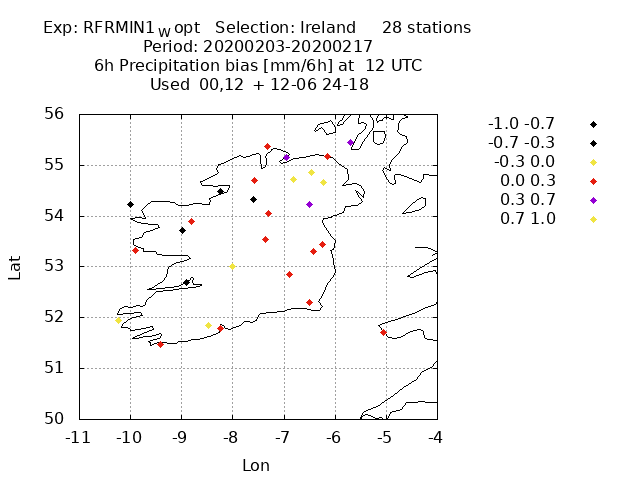 Exp: RFRMIN1wopt Selection: Ireland 28 stations
Period: 20200203-20200217
6h Precipitation bias [mm/6h] at 12 UTC
Used 00,12 + 12-06 24-18
-1.0 -0.7
-0.7 -0.3
-0.3 0.0
0.0 0.3
0.3 0.7
0.7 1.0
56
55
54
53
52
51
50
Lat
-11 -10 -9 -8 -7 -6 -5 -4
Lon